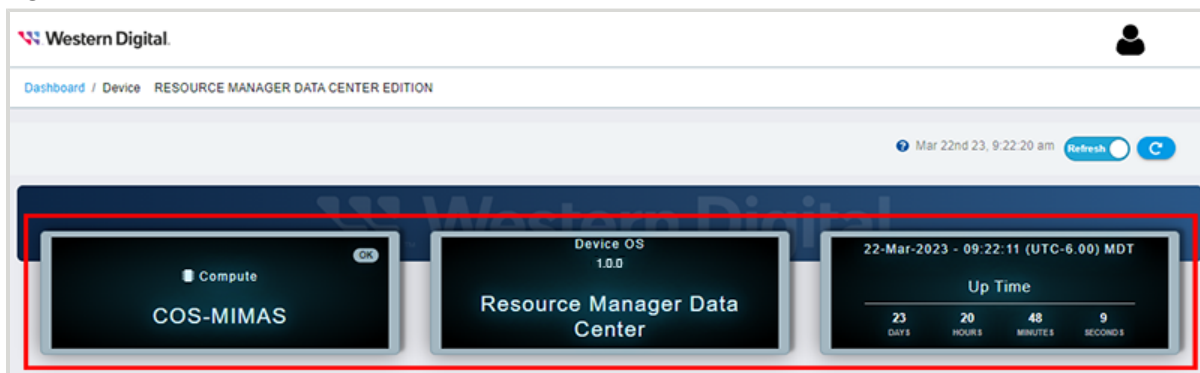 Western Digital.
Dashboard / Device RESOURCE MANAGER DATA CENTER EDITION
Mar 22nd 23, 9:22:20 am Refresh
Western Digital
OK
Compute
COS-MIMAS
Device OS
1.0.0
Resource Manager Data
Center
22-Mar-2023 - 09:22:11 (UTC-6.00) MDT
Up Time
23 20 48 9
DAYS HOURS MINUTES SECONDS